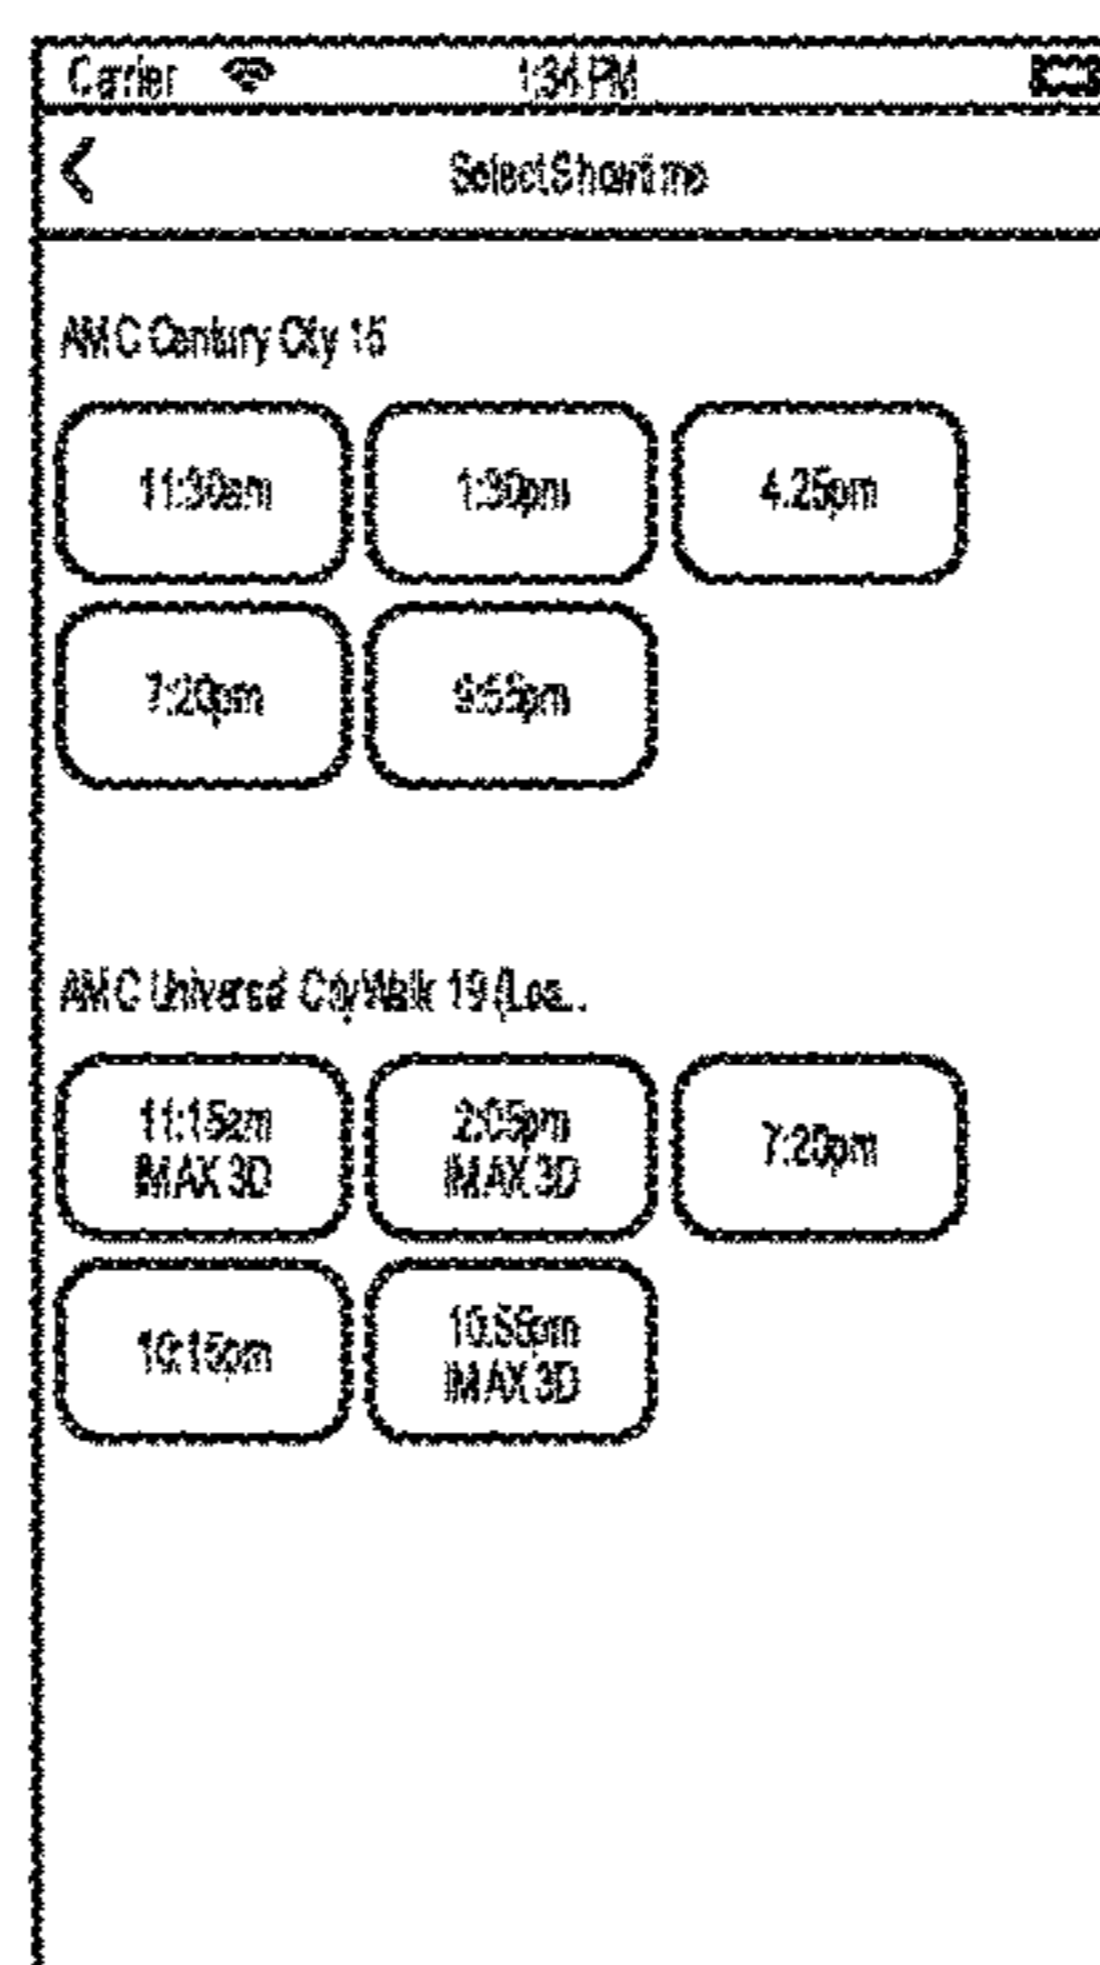 Carrier 1:34 PM
Select Showtime
AMC Century City 15
11:30am 1:30pm 4:25pm
7:20pm 9:55pm
AMC Universal CityWalk 19 (Los...
11:15am 2:05pm 7:20pm
IMAX 3D IMAX 3D
10:15pm 10:55pm
IMAX 3D